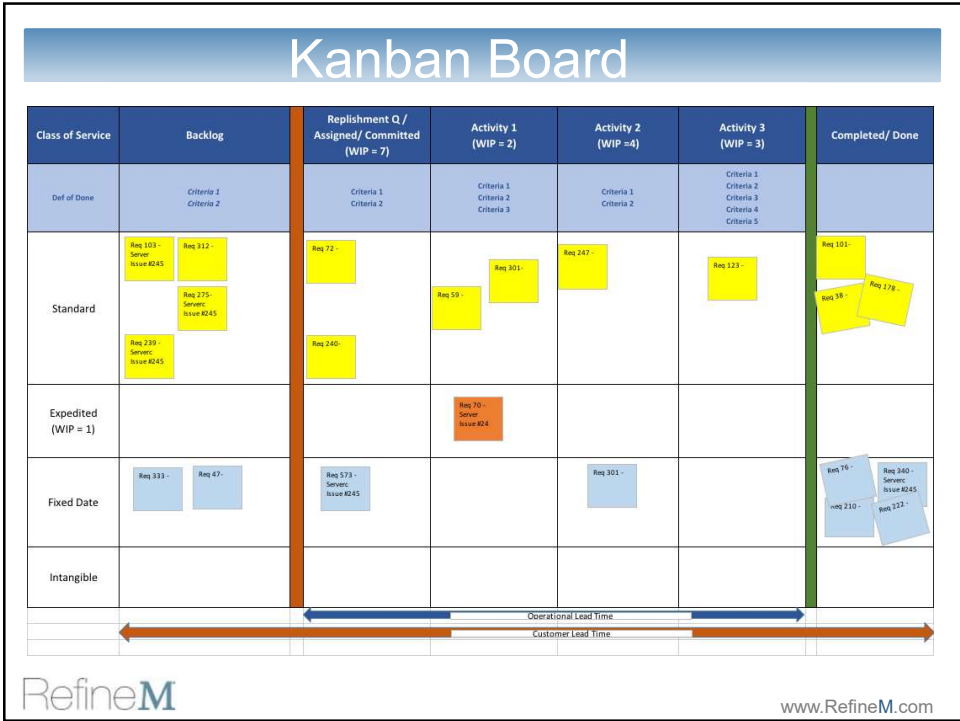 Kanban Board
Class of Service
Backlog
Replishment Q /
Assigned/ Committed
(WIP = 7)
Activity 1
(WIP = 2)
Activity 2
(WIP =4)
Activity 3
(WIP = 3)
Completed/ Done
Def of Done
Criteria 1
Criteria 2
Criteria 1
Criteria 2
Criteria 1
Criteria 2
Criteria 3
Criteria 1
Criteria 2
Criteria 1
Criteria 2
Criteria 3
Criteria 4
Criteria 5
Standard
Req 103 -
Server
Issue #245
Req 312 -
Req 275-
Serverc
Issue #245
Req 239 -
Serverc
Issue #245
Req 72 -
Req 240-
Req 59 -
Req 301-
Req 247 -
Req 123 -
Req 101-
Req 38 -
Req 178 -
Expedited
(WIP = 1)
Req 70 -
Server
Issue #24
Fixed Date
Req 333 -
Req 47-
Req 573 -
Serverc
Issue #245
Req 301 -
Req 76 -
Req 340 -
Serverc
Issue #245
Req 210 -
Req 222 -
Intangible
Operational Lead Time
Customer Lead Time
RefineM
www.RefineM.com